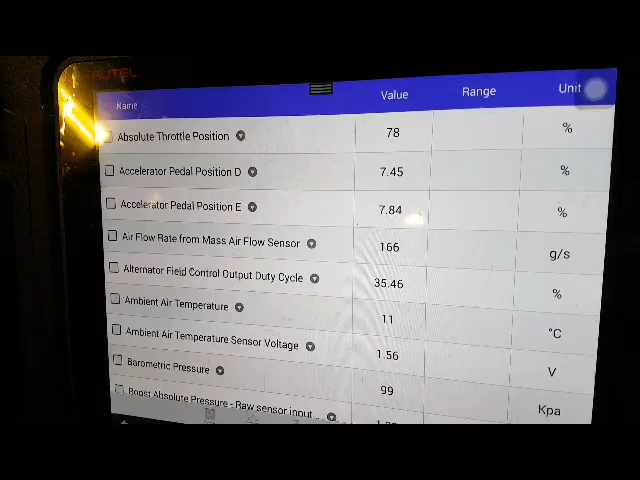 AUTEL
Name Value Range Unit
Absolute Throttle Position 78 %
Accelerator Pedal Position D 7.45 %
Accelerator Pedal Position E 7.84 %
Air Flow Rate from Mass Air Flow Sensor 166 g/s
Alternator Field Control Output Duty Cycle 35.46 %
Ambient Air Temperature 11 °C
Ambient Air Temperature Sensor Voltage 1.56 V
Barometric Pressure 99 Kpa
Boost Absolute Pressure - Raw sensor input ...